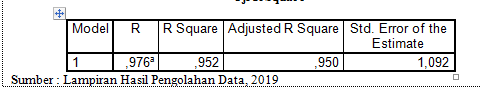 Model R R Square Adjusted R Square Std. Error of the Estimate
1 ,976ᵃ ,952 ,950 1,092
Sumber : Lampiran Hasil Pengolahan Data, 2019